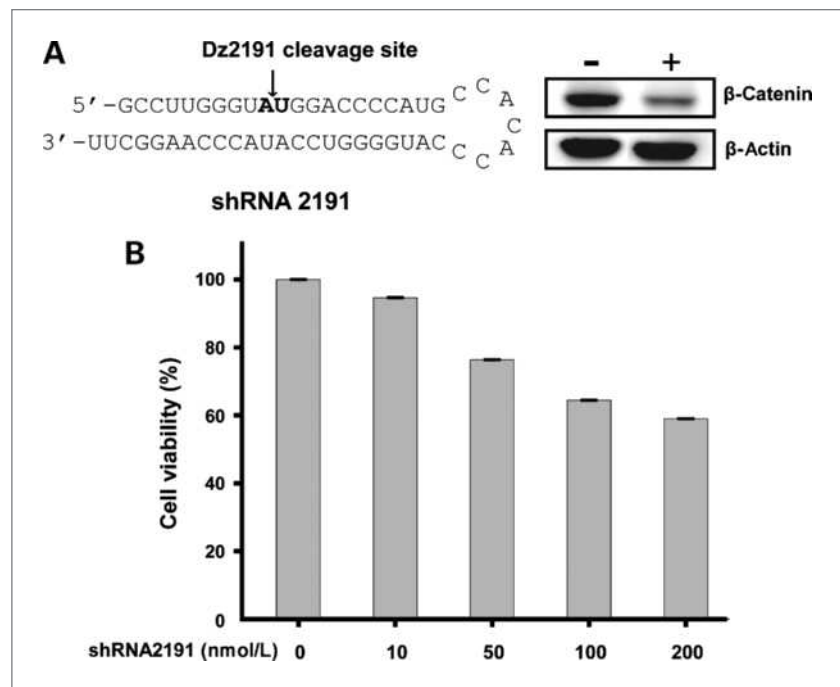 A
Dz2191 cleavage site
- +
5'-GCCUUGGGUAUGGACCCCAUG C C A C A C C
3'-UUCGGAACCCAUACCUGGGGUAC
β-Catenin
β-Actin
shRNA 2191
B
Cell viability (%)
100
80
60
40
20
0
shRNA2191 (nmol/L) 0 10 50 100 200